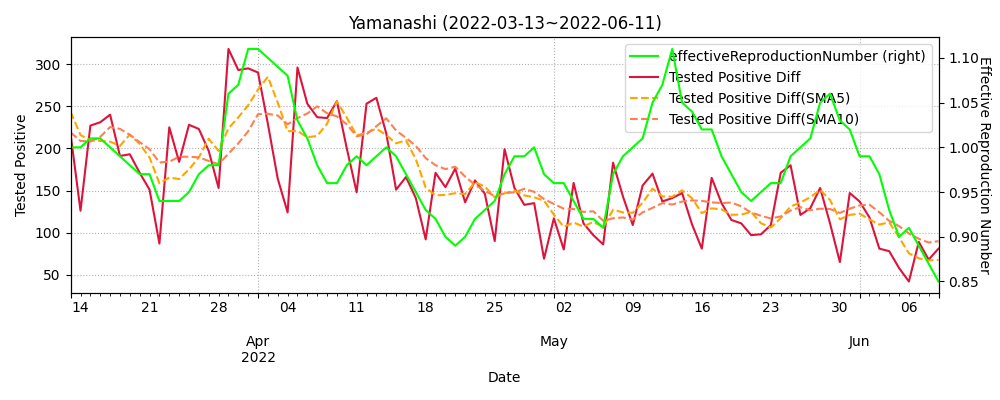 Yamanashi (2022-03-13~2022-06-11)
effectiveReproductionNumber (right)
Tested Positive Diff
Tested Positive Diff(SMA5)
Tested Positive Diff(SMA10)
Tested Positive
300
250
200
150
100
50
1.10
1.05
1.00
0.95
0.90
0.85
Effective Reproduction Number
14 21 28 04 11 18 25 02 09 16 23 30 06
Apr May Jun
2022
Date